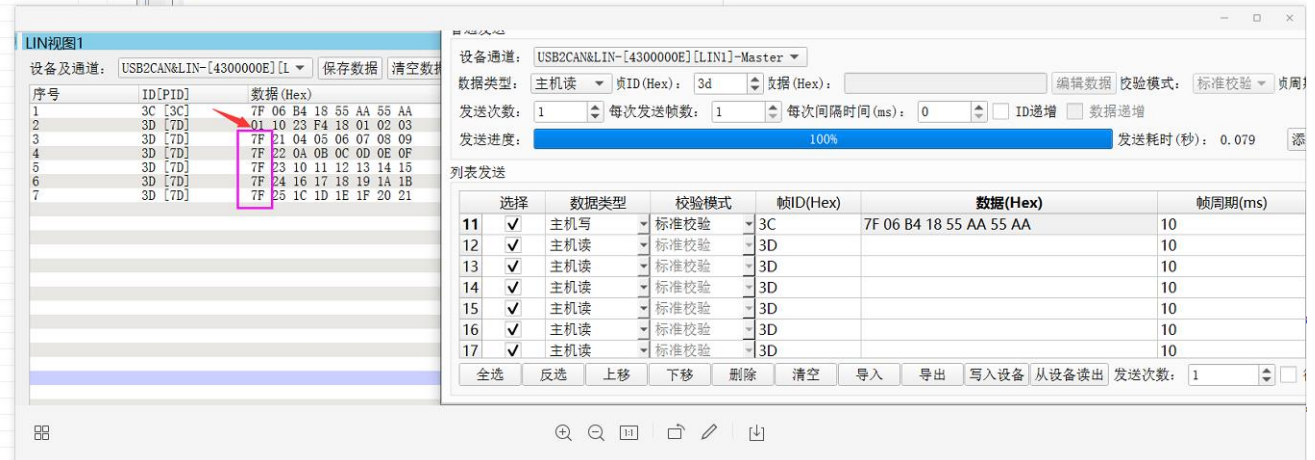 LIN视图1
设备及通道: USB2CAN&LIN-[4300000E][L 保存数据 清空数据
序号 ID[PID] 数据(Hex)
1 3C [3C] 7F 06 B4 18 55 AA 55 AA
2 3D [7D] 01 10 23 F4 18 01 02 03
3 3D [7D] 7F 21 04 05 06 07 08 09
4 3D [7D] 7F 22 0A 0B 0C 0D 0E 0F
5 3D [7D] 7F 23 10 11 12 13 14 15
6 3D [7D] 7F 24 16 17 18 19 1A 1B
7 3D [7D] 7F 25 1C 1D 1E 1F 20 21
普通发送
设备通道: USB2CAN&LIN-[4300000E][LIN1]-Master
数据类型: 主机读 帧ID(Hex): 3d 数据(Hex): 编辑数据 校验模式: 标准校验 帧周期
发送次数: 1 每次发送帧数: 1 每次间隔时间(ms): 0 ID递增 数据递增
发送进度: 100% 发送耗时(秒): 0.079 添
列表发送
选择 数据类型 校验模式 帧ID(Hex) 数据(Hex) 帧周期(ms)
11 主机写 标准校验 3C 7F 06 B4 18 55 AA 55 AA 10
12 主机读 标准校验 3D 10
13 主机读 标准校验 3D 10
14 主机读 标准校验 3D 10
15 主机读 标准校验 3D 10
16 主机读 标准校验 3D 10
17 主机读 标准校验 3D 10
全选 反选 上移 下移 删除 清空 导入 导出 写入设备 从设备读出 发送次数: 1
1:1